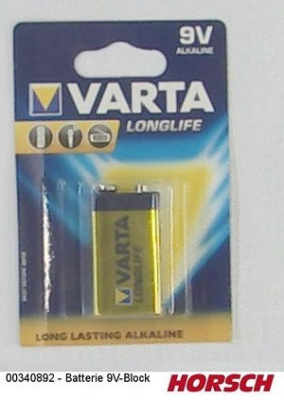 9V
ALKALINE
VARTA
LONGLIFE
VARTA
LONGLIFE
LONG LASTING ALKALINE
00340892 - Batterie 9V-Block
HORSCH